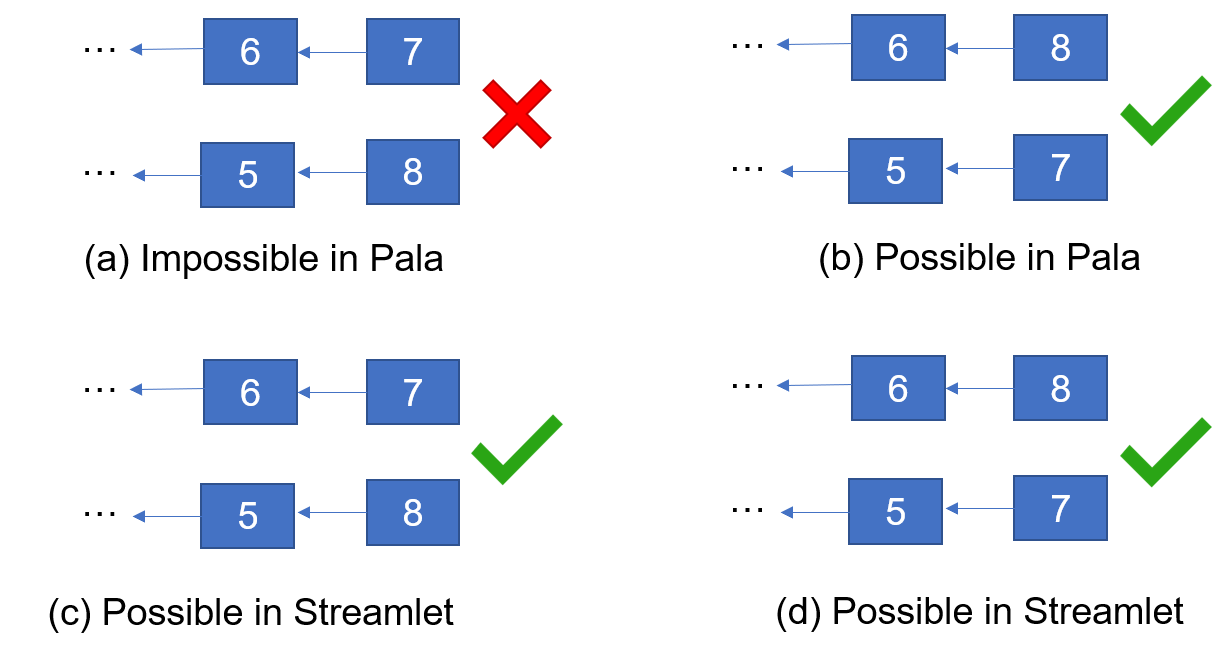 ... 6 7
... 5 8
(a) Impossible in Pala
... 6 8
... 5 7
(b) Possible in Pala
... 6 7
... 5 8
(c) Possible in Streamlet
... 6 8
... 5 7
(d) Possible in Streamlet